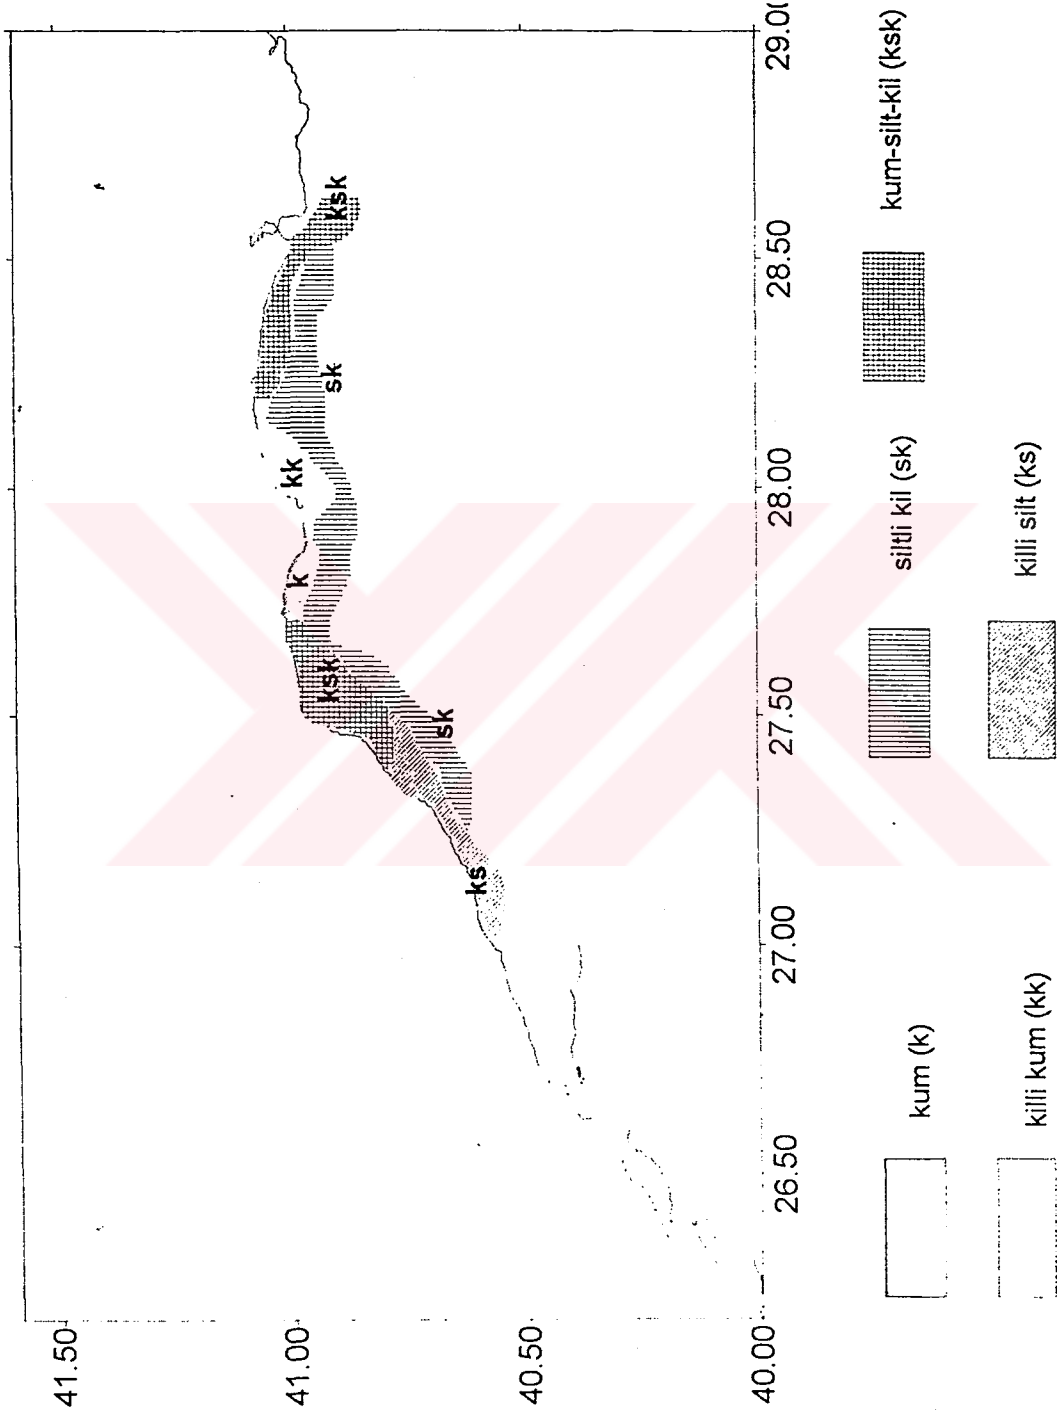 41.50
41.00
40.50
40.00
26.50
27.00
27.50
28.00
28.50
29.00
ks
sk
ksk
k
kk
sk
ksk
kum (k)
siltli kil (sk)
kum-silt-kil (ksk)
killi kum (kk)
killi silt (ks)